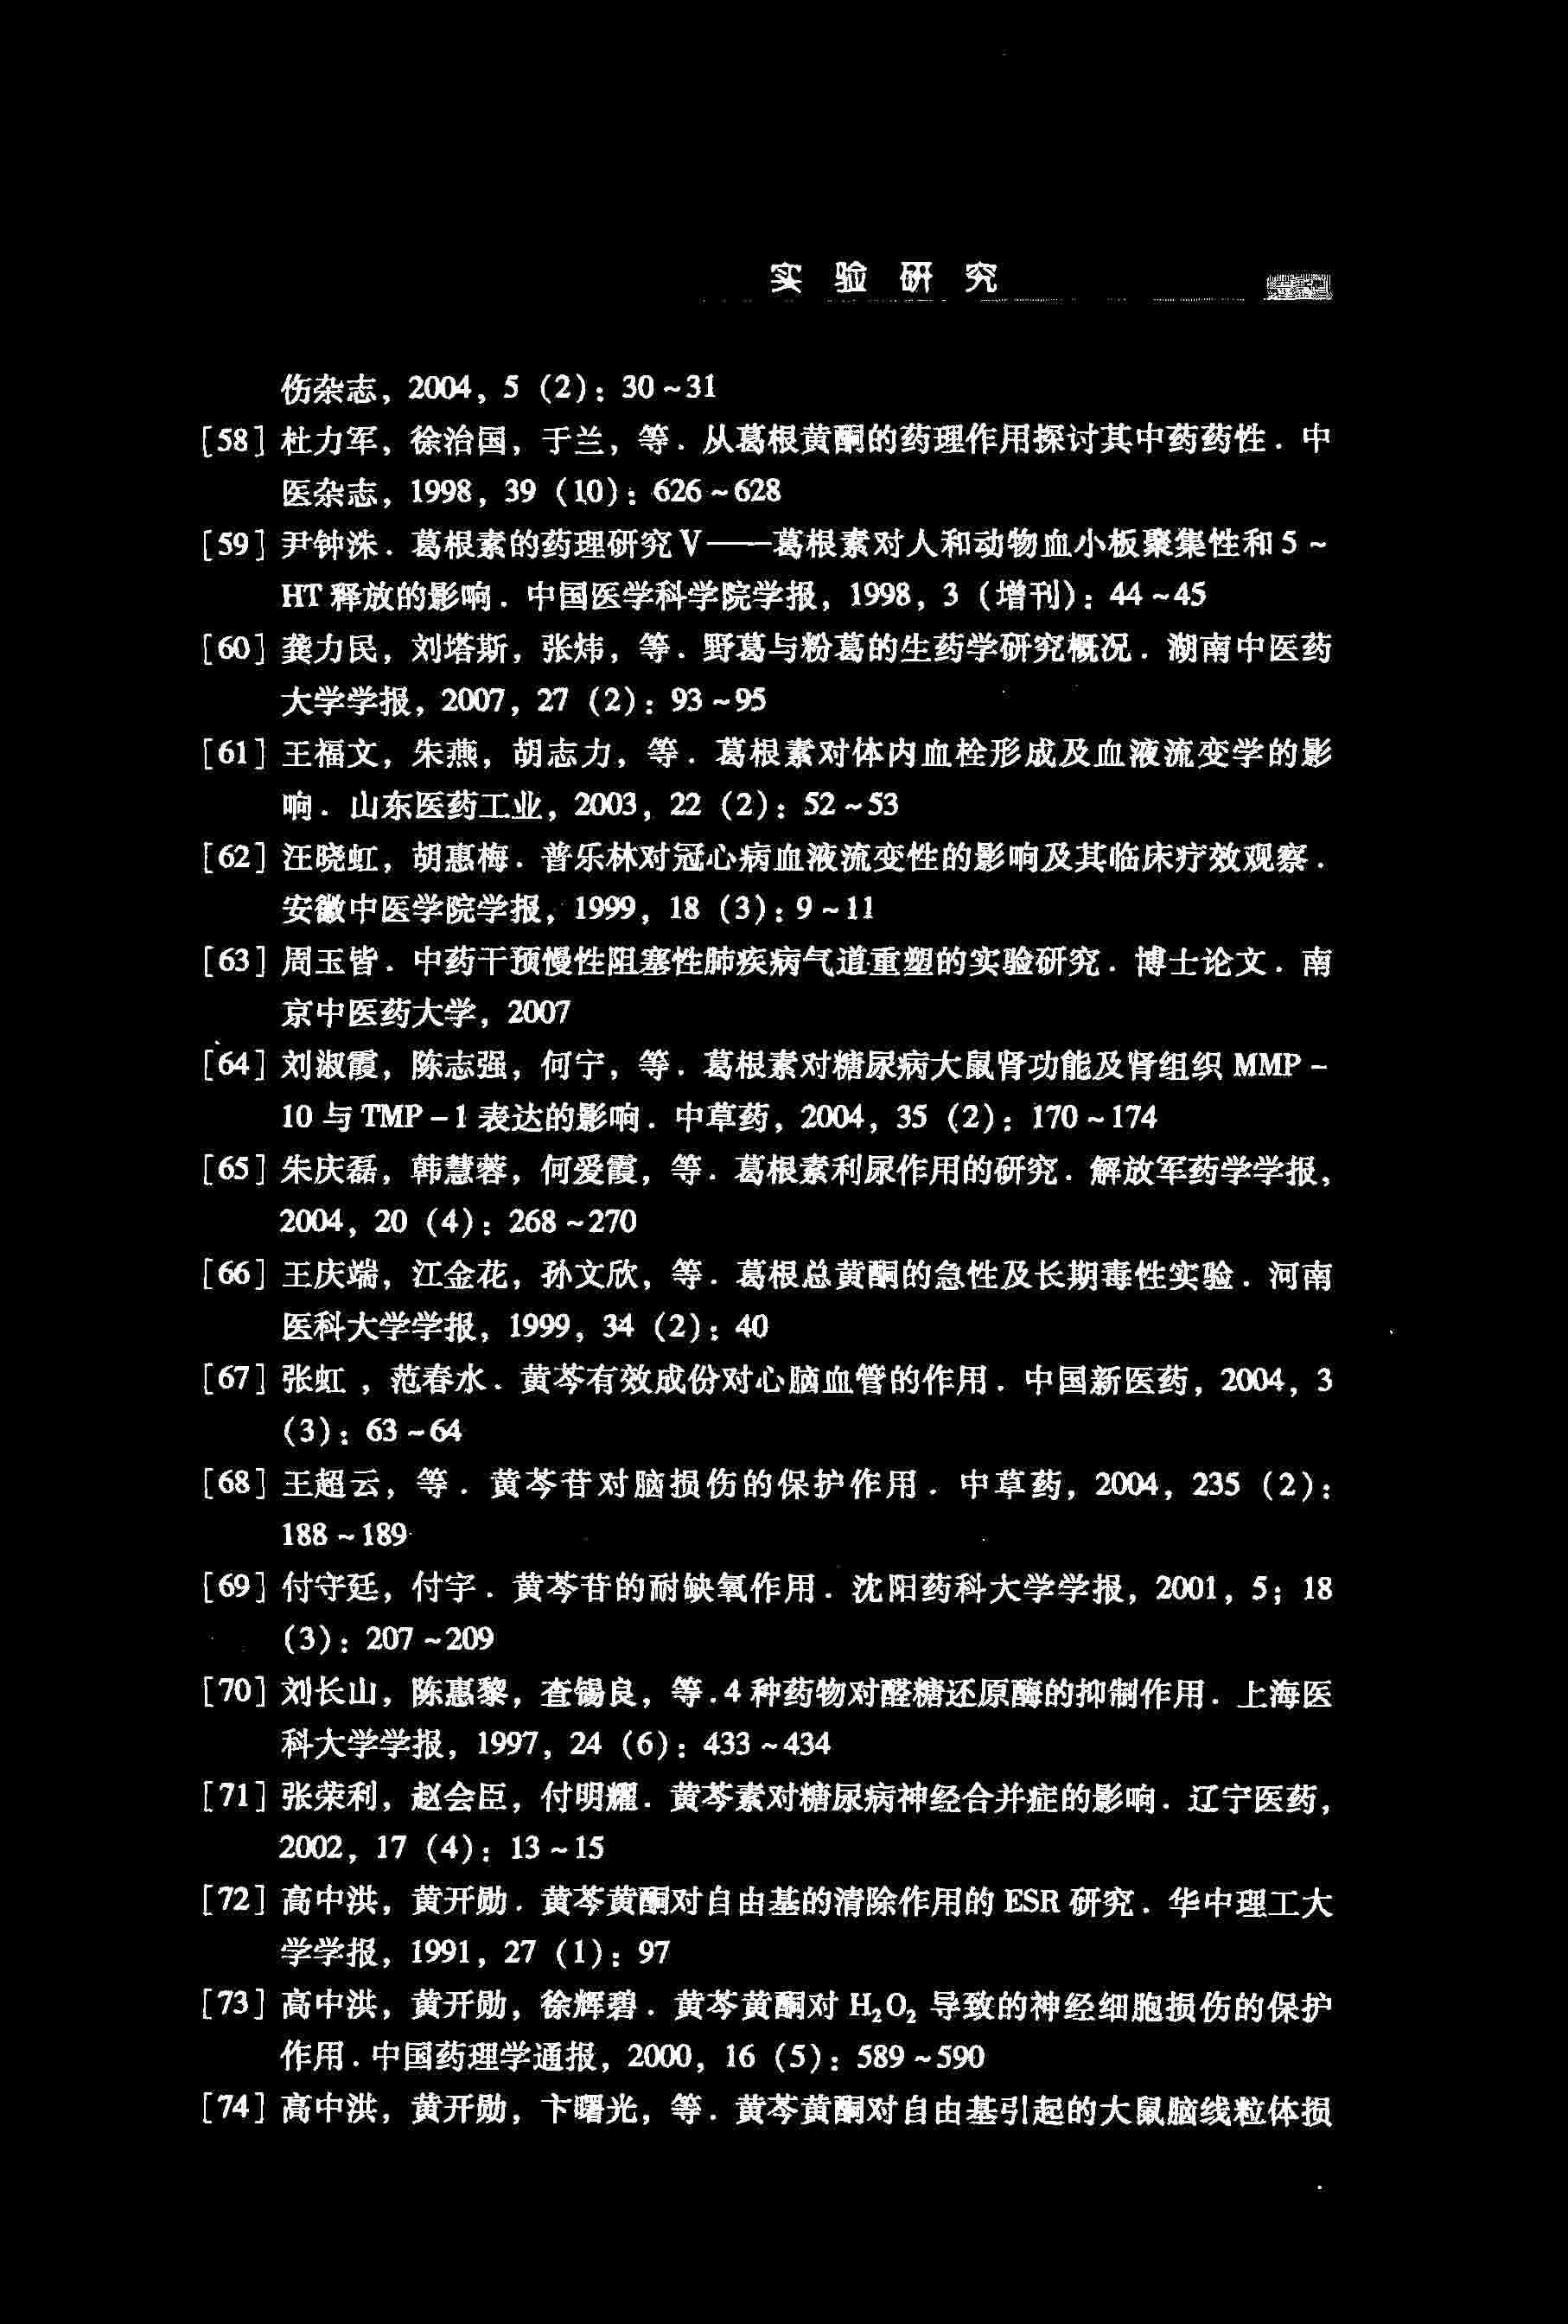 实验研究
伤杂志，2004，5（2）：30~31
[58] 杜力军，徐治国，于兰，等．从葛根黄酮的药理作用探讨其中药药性．中
医杂志，1998，39（10）：626~628
[59] 尹钟洙．葛根素的药理研究V——葛根素对人和动物血小板聚集性和5~
HT释放的影响．中国医学科学院学报，1998，3（增刊）：44~45
[60] 龚力民，刘塔斯，张炜，等．野葛与粉葛的生药学研究概况．湖南中医药
大学学报，2007，27（2）：93~95
[61] 王福文，朱燕，胡志力，等．葛根素对体内血栓形成及血液流变学的影
响．山东医药工业，2003，22（2）：52~53
[62] 汪晓虹，胡惠梅．普乐林对冠心病血液流变性的影响及其临床疗效观察．
安徽中医学院学报，1999，18（3）：9~11
[63] 周玉皆．中药干预慢性阻塞性肺疾病气道重塑的实验研究．博士论文．南
京中医药大学，2007
[64] 刘淑霞，陈志强，何宁，等．葛根素对糖尿病大鼠肾功能及肾组织MMP-
10与TMP-1表达的影响．中草药，2004，35（2）：170~174
[65] 朱庆磊，韩慧蓉，何爱霞，等．葛根素利尿作用的研究．解放军药学学报，
2004，20（4）：268~270
[66] 王庆端，江金花，孙文欣，等．葛根总黄酮的急性及长期毒性实验．河南
医科大学学报，1999，34（2）：40
[67] 张虹，范春水．黄芩有效成份对心脑血管的作用．中国新医药，2004，3
（3）：63~64
[68] 王超云，等．黄芩苷对脑损伤的保护作用．中草药，2004，235（2）：
188~189
[69] 付守廷，付宇．黄芩苷的耐缺氧作用．沈阳药科大学学报，2001，5；18
（3）：207~209
[70] 刘长山，陈惠黎，查锡良，等．4种药物对醛糖还原酶的抑制作用．上海医
科大学学报，1997，24（6）：433~434
[71] 张荣利，赵会臣，付明耀．黄芩素对糖尿病神经合并症的影响．辽宁医药，
2002，17（4）：13~15
[72] 高中洪，黄开勋．黄芩黄酮对自由基的清除作用的ESR研究．华中理工大
学学报，1991，27（1）：97
[73] 高中洪，黄开勋，徐辉碧．黄芩黄酮对H₂O₂导致的神经细胞损伤的保护
作用．中国药理学通报，2000，16（5）：589~590
[74] 高中洪，黄开勋，卞曙光，等．黄芩黄酮对自由基引起的大鼠脑线粒体损